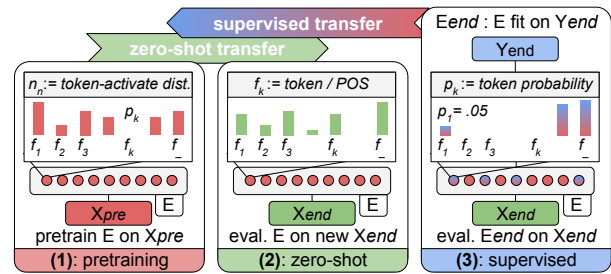 supervised transfer
zero-shot transfer
Eend : E fit on Yend
Yend
nn:= token-activate dist.
pk
f1 f2 f3 fk f_
E
Xpre
pretrain E on Xpre
(1): pretraining
fk := token / POS
f1 f2 f3 fk f_
E
Xend
eval. E on new Xend
(2): zero-shot
pk := token probability
p1= .05
f1 f2 f3 fk f_
E
Xend
eval. Eend on Xend
(3): supervised